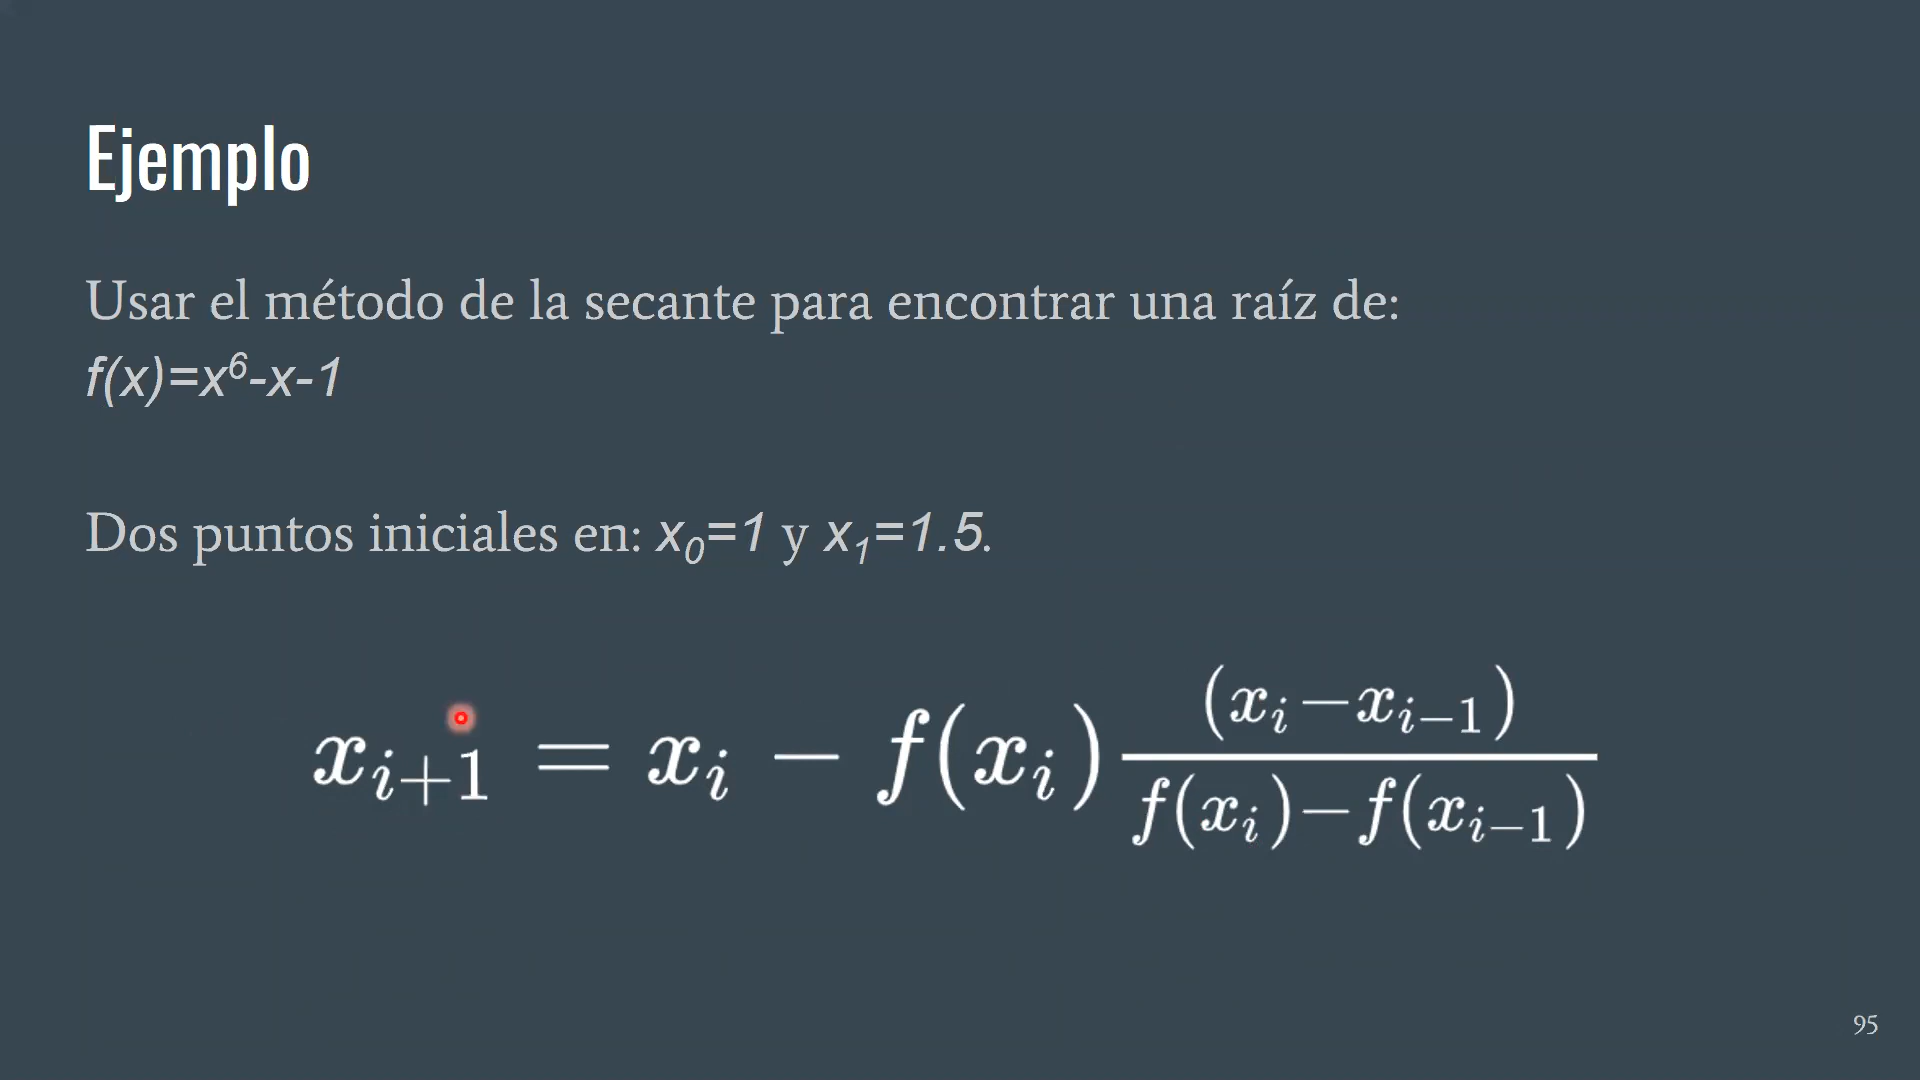 Ejemplo
Usar el método de la secante para encontrar una raíz de:
f(x)=x⁶-x-1
Dos puntos iniciales en: x₀=1 y x₁=1.5.
xᵢ₊₁ = xᵢ − f(xᵢ) (xᵢ−xᵢ₋₁) / f(xᵢ)−f(xᵢ₋₁)
95